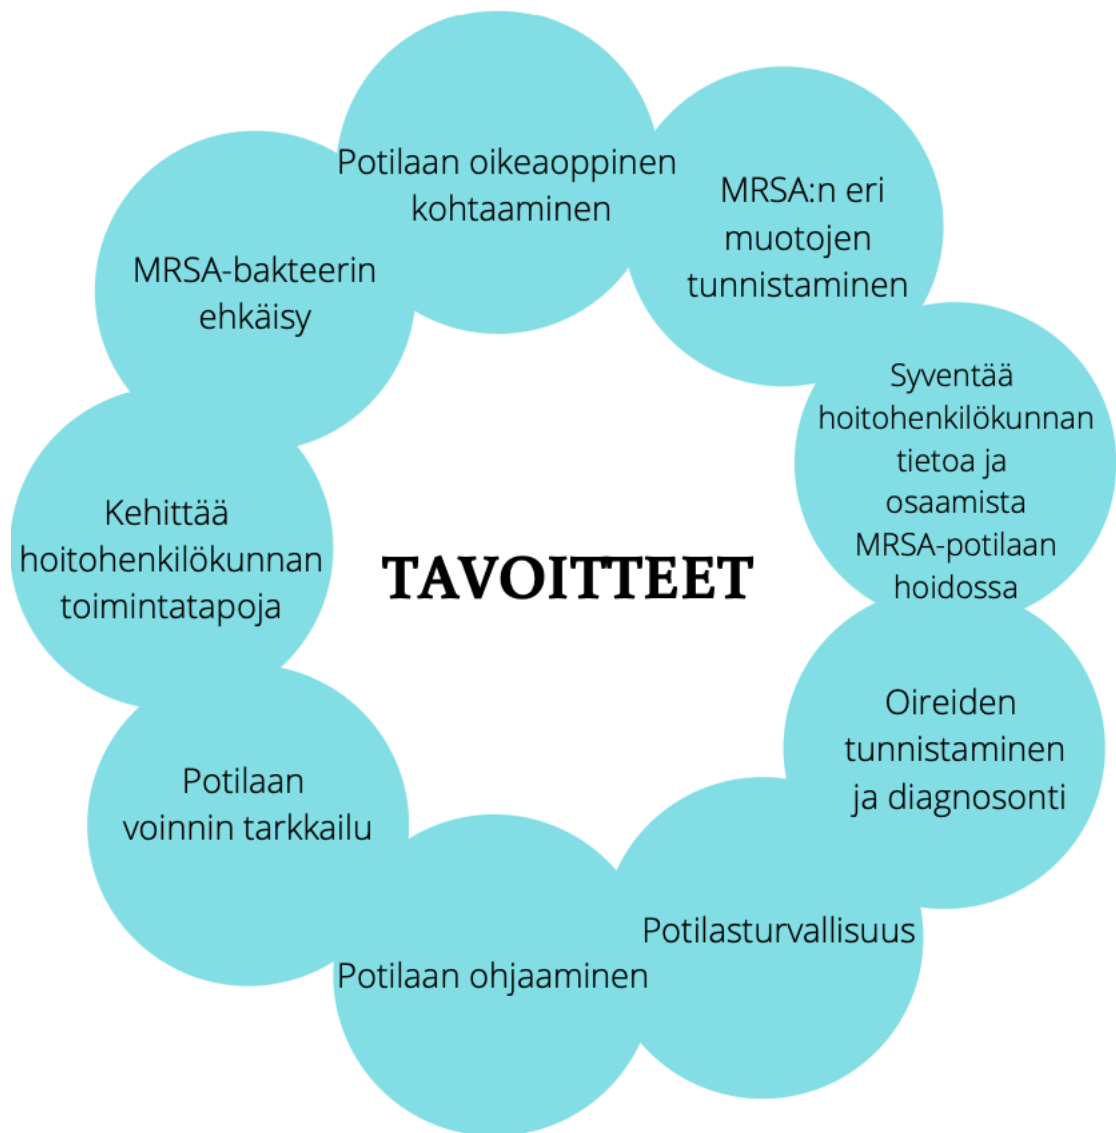 Potilaan oikeaoppinen
kohtaaminen
MRSA:n eri
muotojen
tunnistaminen
Syventää
hoitohenkilökunnan
tietoa ja
osaamista
MRSA-potilaan
hoidossa
Oireiden
tunnistaminen
ja diagnosonti
Potilasturvallisuus
Potilaan ohjaaminen
Potilaan
voinnin tarkkailu
Kehittää
hoitohenkilökunnan
toimintatapoja
MRSA-bakteerin
ehkäisy
TAVOITTEET